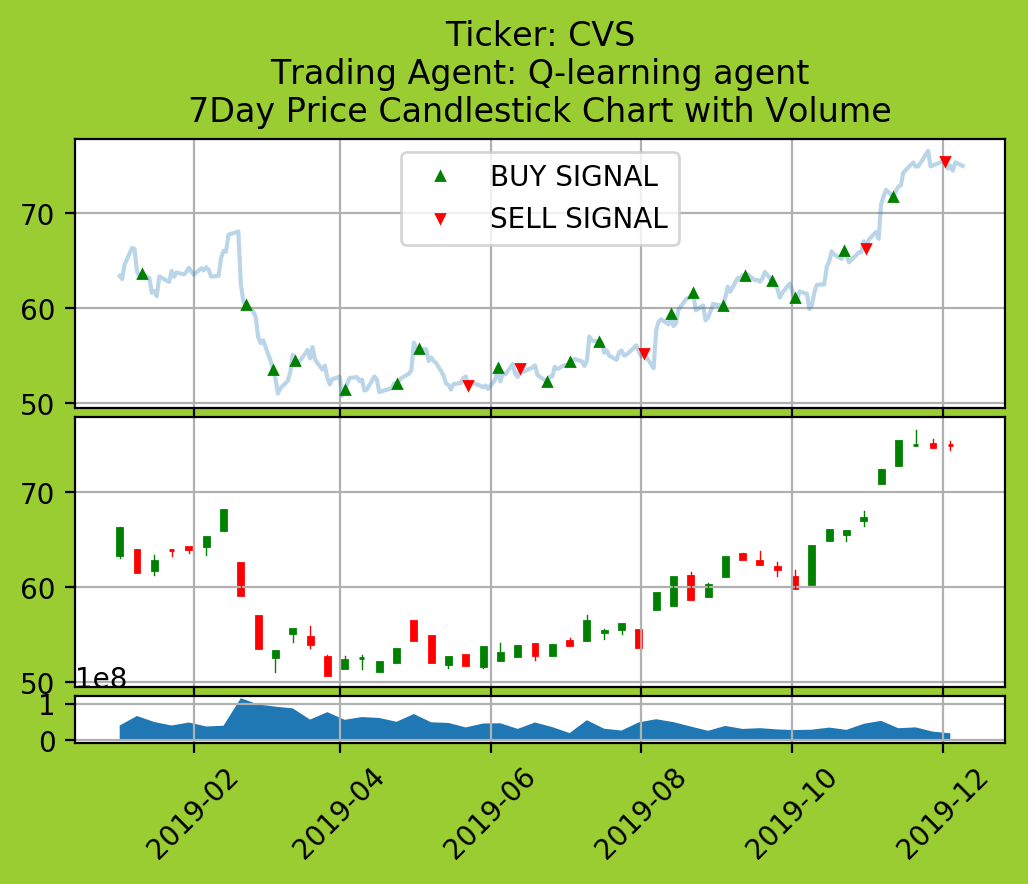 Ticker: CVS
Trading Agent: Q-learning agent
7Day Price Candlestick Chart with Volume
BUY SIGNAL
SELL SIGNAL
70
60
50
70
60
50
1e8
1
0
2019-02
2019-04
2019-06
2019-08
2019-10
2019-12